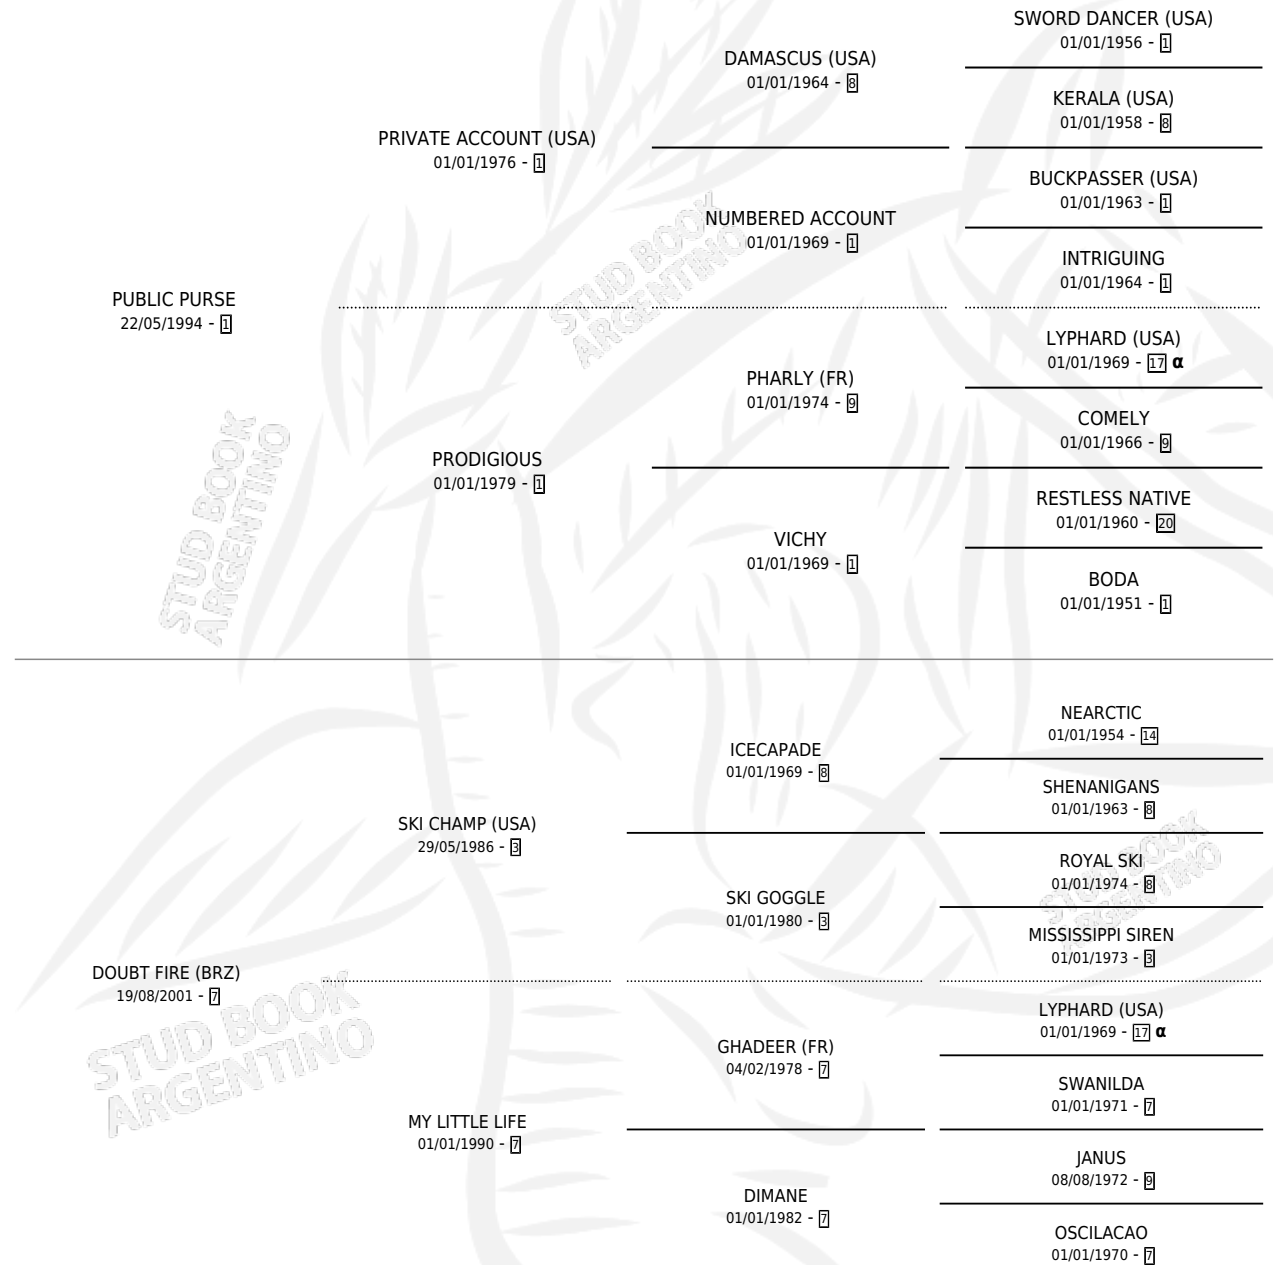 SWORD DANCER (USA)
01/01/1956 - 1
DAMASCUS (USA)
01/01/1964 - 8
KERALA (USA)
01/01/1958 - 8
PRIVATE ACCOUNT (USA)
01/01/1976 - 1
BUCKPASSER (USA)
01/01/1963 - 1
NUMBERED ACCOUNT
01/01/1969 - 1
INTRIGUING
01/01/1964 - 1
PUBLIC PURSE
22/05/1994 - 1
LYPHARD (USA)
01/01/1969 - 17 α
PHARLY (FR)
01/01/1974 - 9
COMELY
01/01/1966 - 9
PRODIGIOUS
01/01/1979 - 1
RESTLESS NATIVE
01/01/1960 - 20
VICHY
01/01/1969 - 1
BODA
01/01/1951 - 1
NEARCTIC
01/01/1954 - 14
ICECAPADE
01/01/1969 - 8
SHENANIGANS
01/01/1963 - 8
SKI CHAMP (USA)
29/05/1986 - 3
ROYAL SKI
01/01/1974 - 8
SKI GOGGLE
01/01/1980 - 3
MISSISSIPPI SIREN
01/01/1973 - 3
DOUBT FIRE (BRZ)
19/08/2001 - 7
LYPHARD (USA)
01/01/1969 - 17 α
GHADEER (FR)
04/02/1978 - 7
SWANILDA
01/01/1971 - 7
MY LITTLE LIFE
01/01/1990 - 7
JANUS
08/08/1972 - 9
DIMANE
01/01/1982 - 7
OSCILACAO
01/01/1970 - 7
STUD BOOK
ARGENTINO
STUD BOOK
ARGENTINO
STUD BOOK
ARGENTINO
STUD BOOK
ARGENTINO